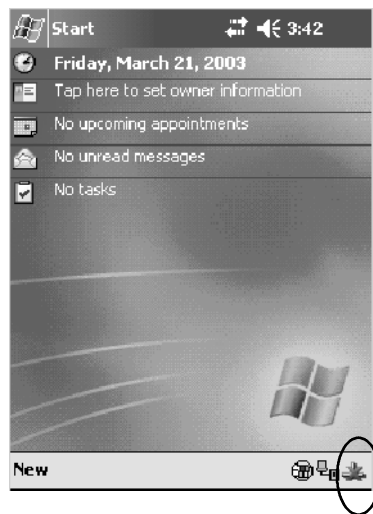 Start 3:42
Friday, March 21, 2003
Tap here to set owner information
No upcoming appointments
No unread messages
No tasks
New